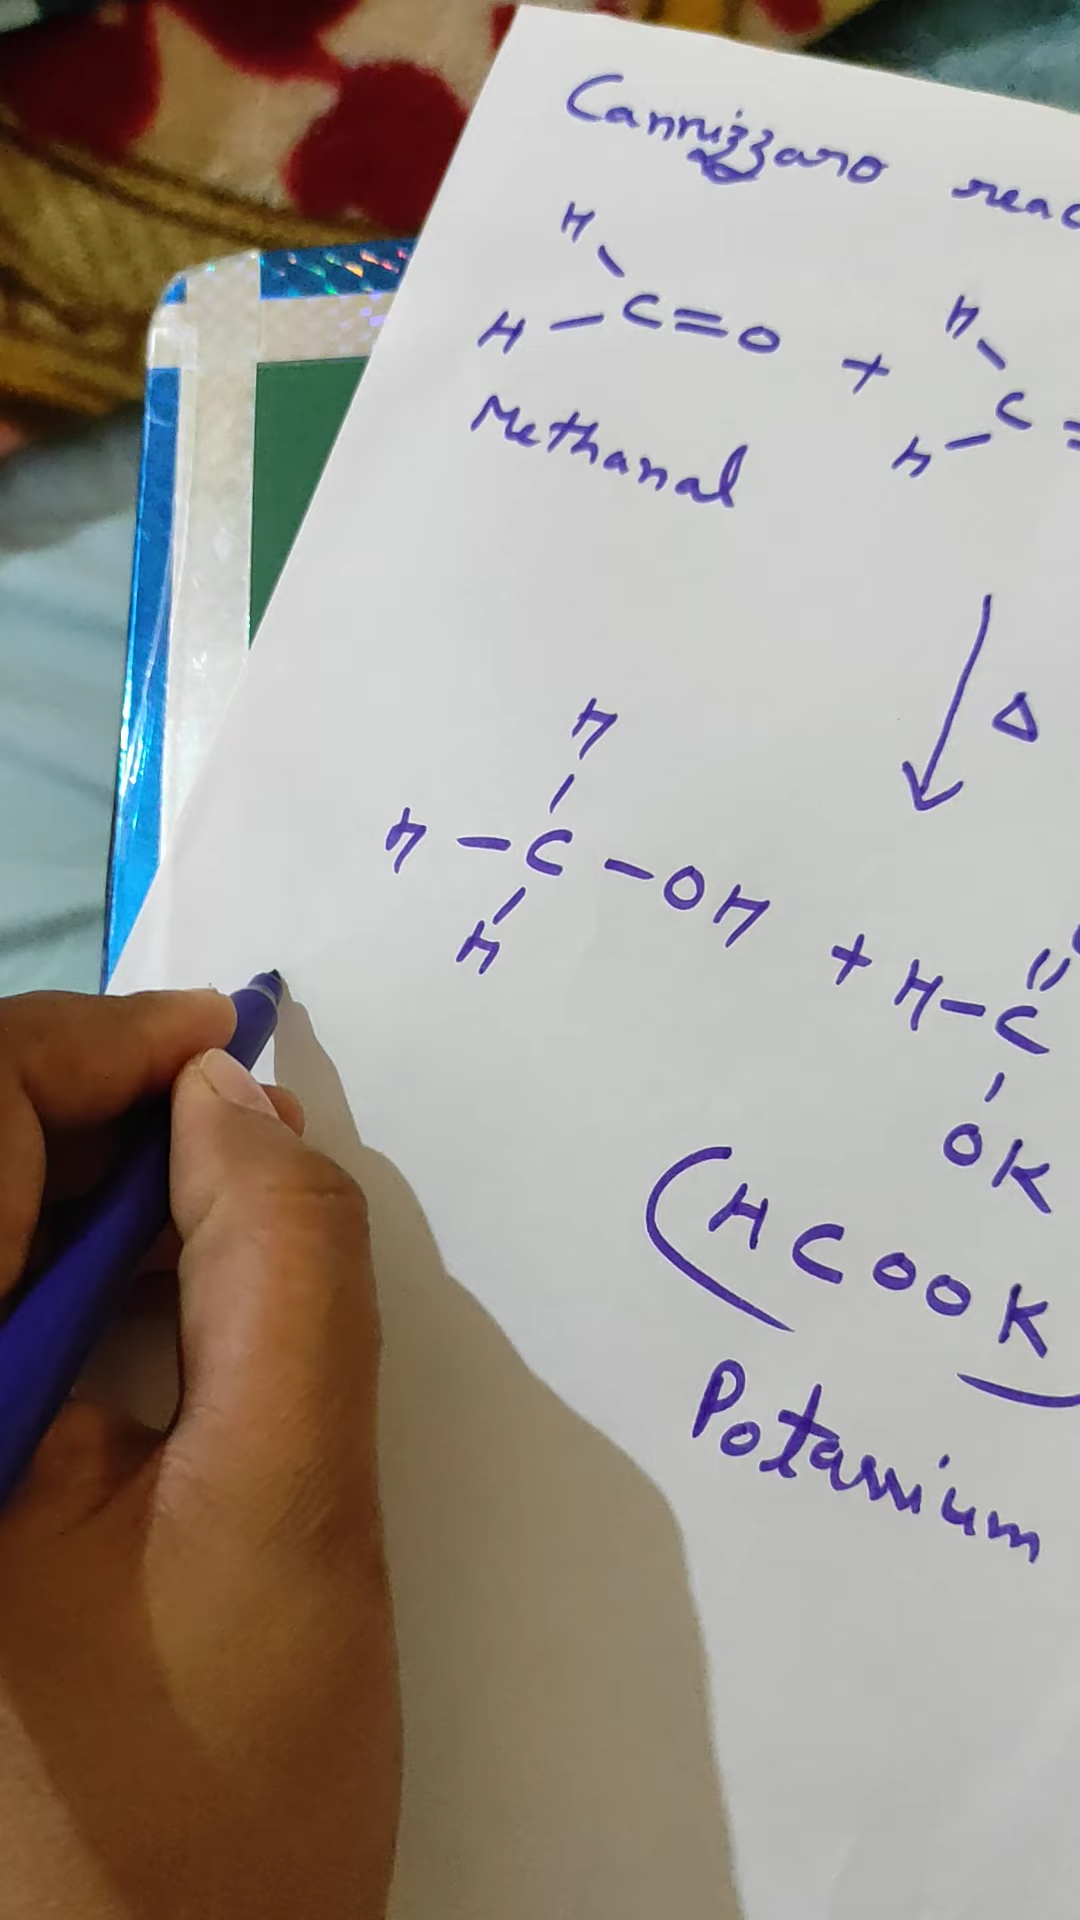 Cannizzaro reac
H H
H C=O + H C =
Methanal
Δ
H
H - C - OH + H - C
H OK
(HCOOK
Potassium